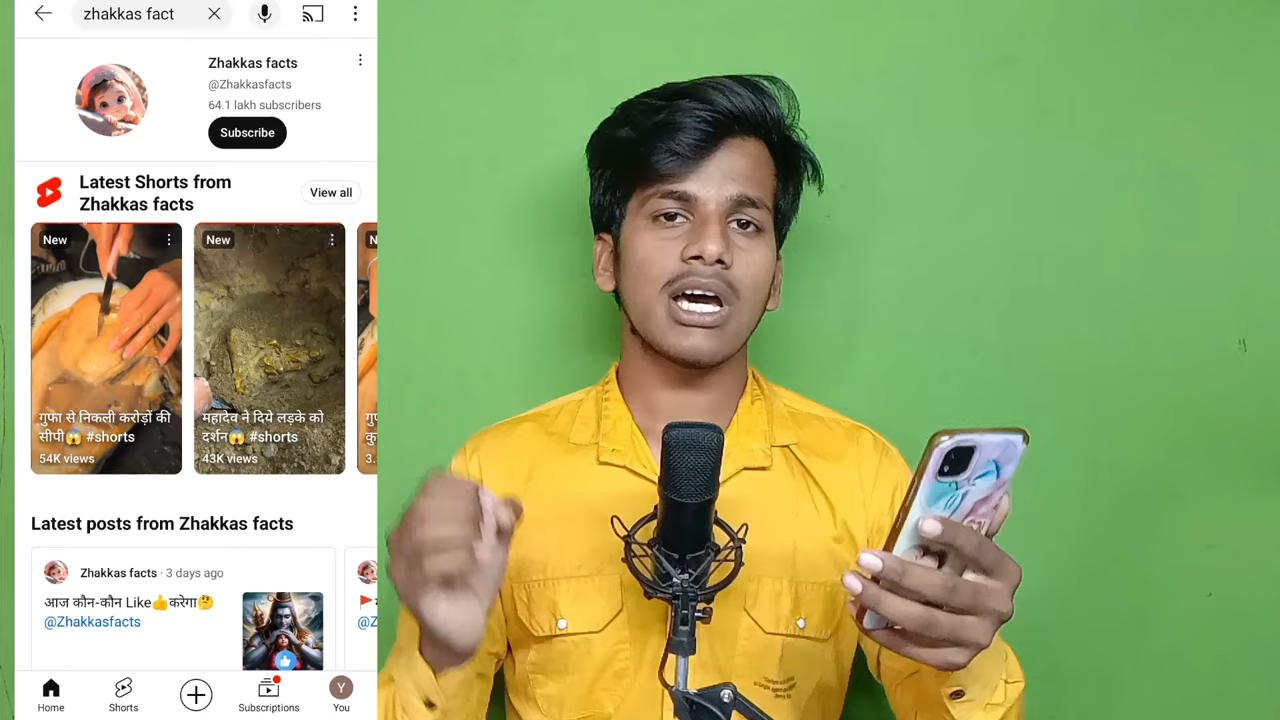 zhakkas fact
Zhakkas facts
@Zhakkasfacts
64.1 lakh subscribers
Subscribe
Latest Shorts from
Zhakkas facts
View all
New
New
N
गुफा से निकली करोड़ों की
सीपी😱 #shorts
54K views
महादेव ने दिये लड़के को
दर्शन😱 #shorts
43K views
गु
कु
3.
Latest posts from Zhakkas facts
Zhakkas facts · 3 days ago
आज कौन-कौन Like👍करेगा🤔
@Zhakkasfacts
@Z
Home
Shorts
Subscriptions
Y
You